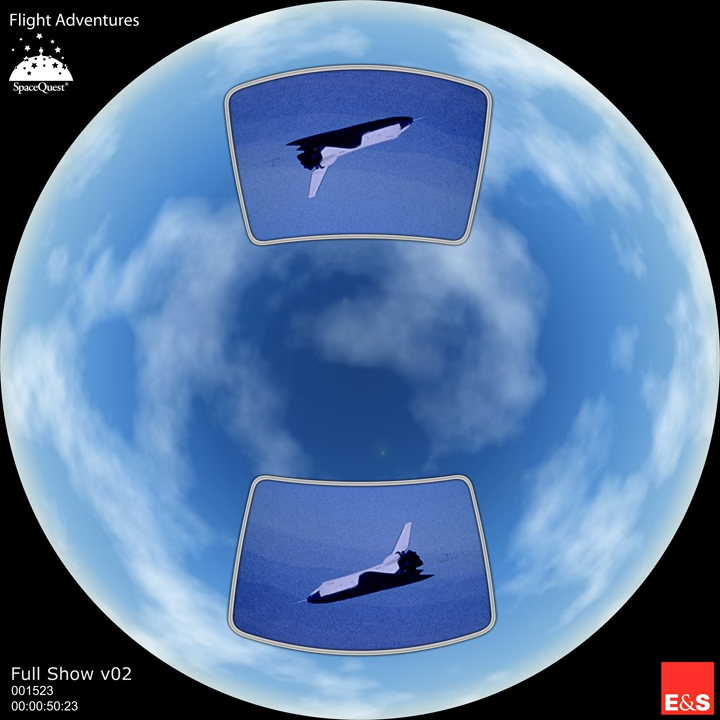 Flight Adventures
SpaceQuest®
Full Show v02
001523
00:00:50:23
E&S